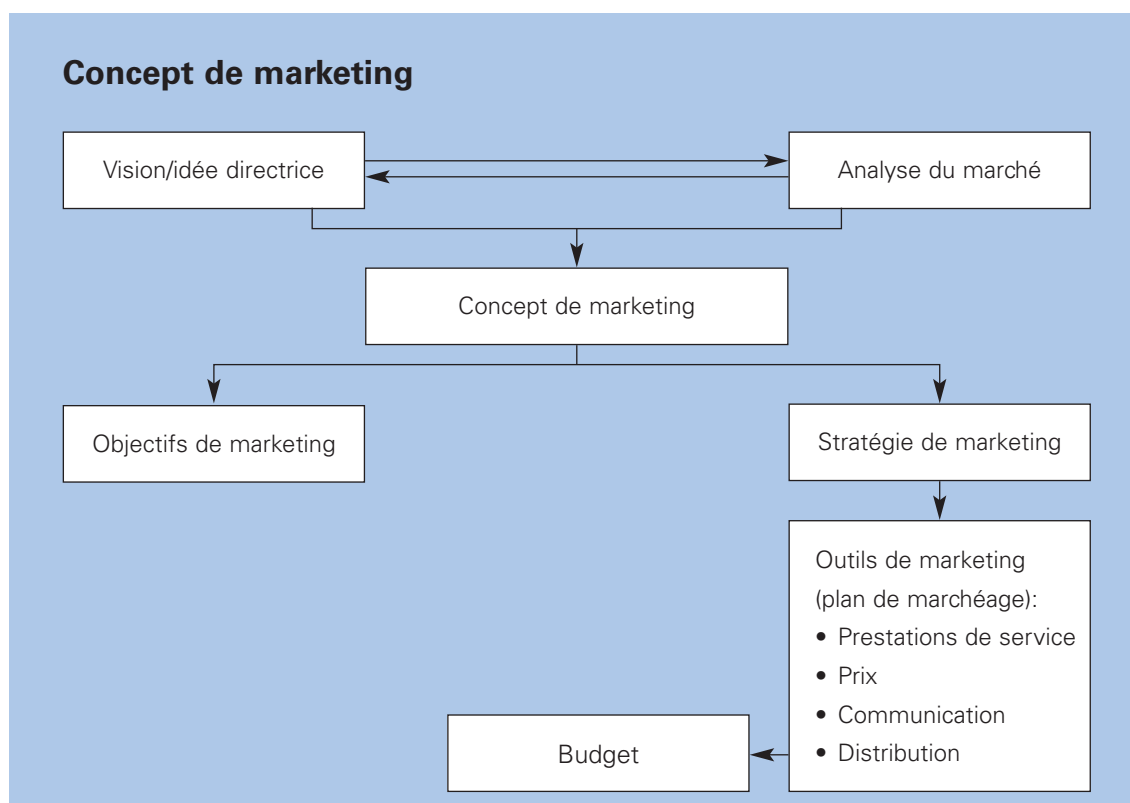 Concept de marketing
Vision/idée directrice
Analyse du marché
Concept de marketing
Objectifs de marketing
Stratégie de marketing
Outils de marketing
(plan de marchéage):
• Prestations de service
• Prix
• Communication
• Distribution
Budget